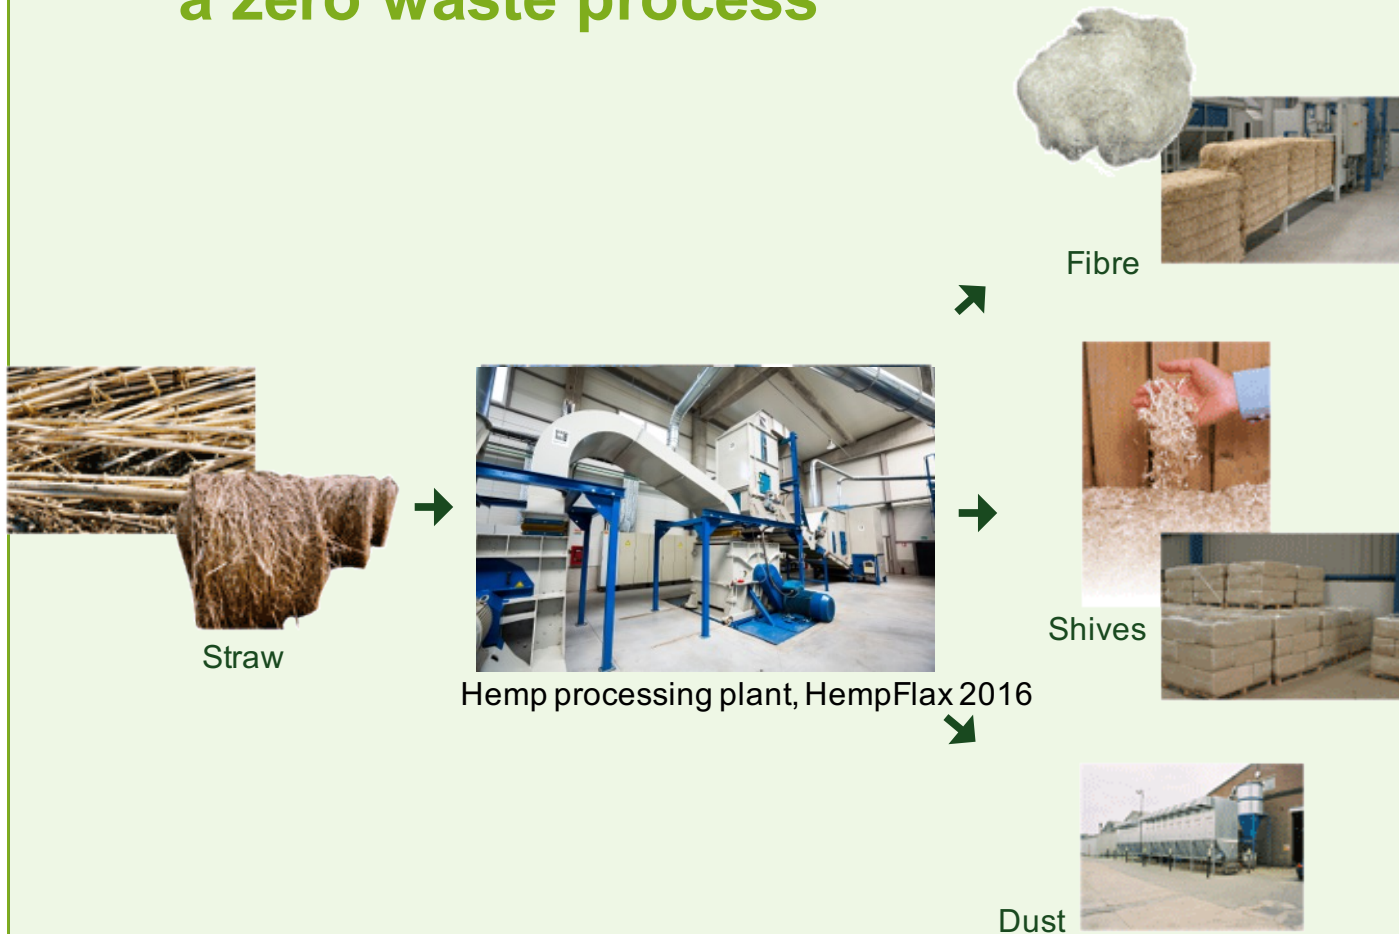 a zero waste process
Fibre
Straw
Hemp processing plant, HempFlax 2016
Shives
Dust